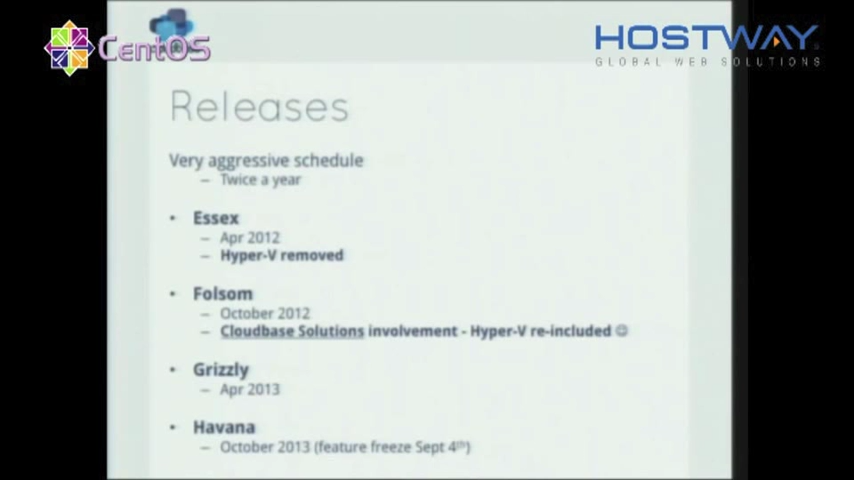 CentOS
HOSTWAY
GLOBAL WEB SOLUTIONS
Releases
Very aggressive schedule
– Twice a year
• Essex
– Apr 2012
– Hyper-V removed
• Folsom
– October 2012
– Cloudbase Solutions involvement - Hyper-V re-included ☺
• Grizzly
– Apr 2013
• Havana
– October 2013 (feature freeze Sept 4th)